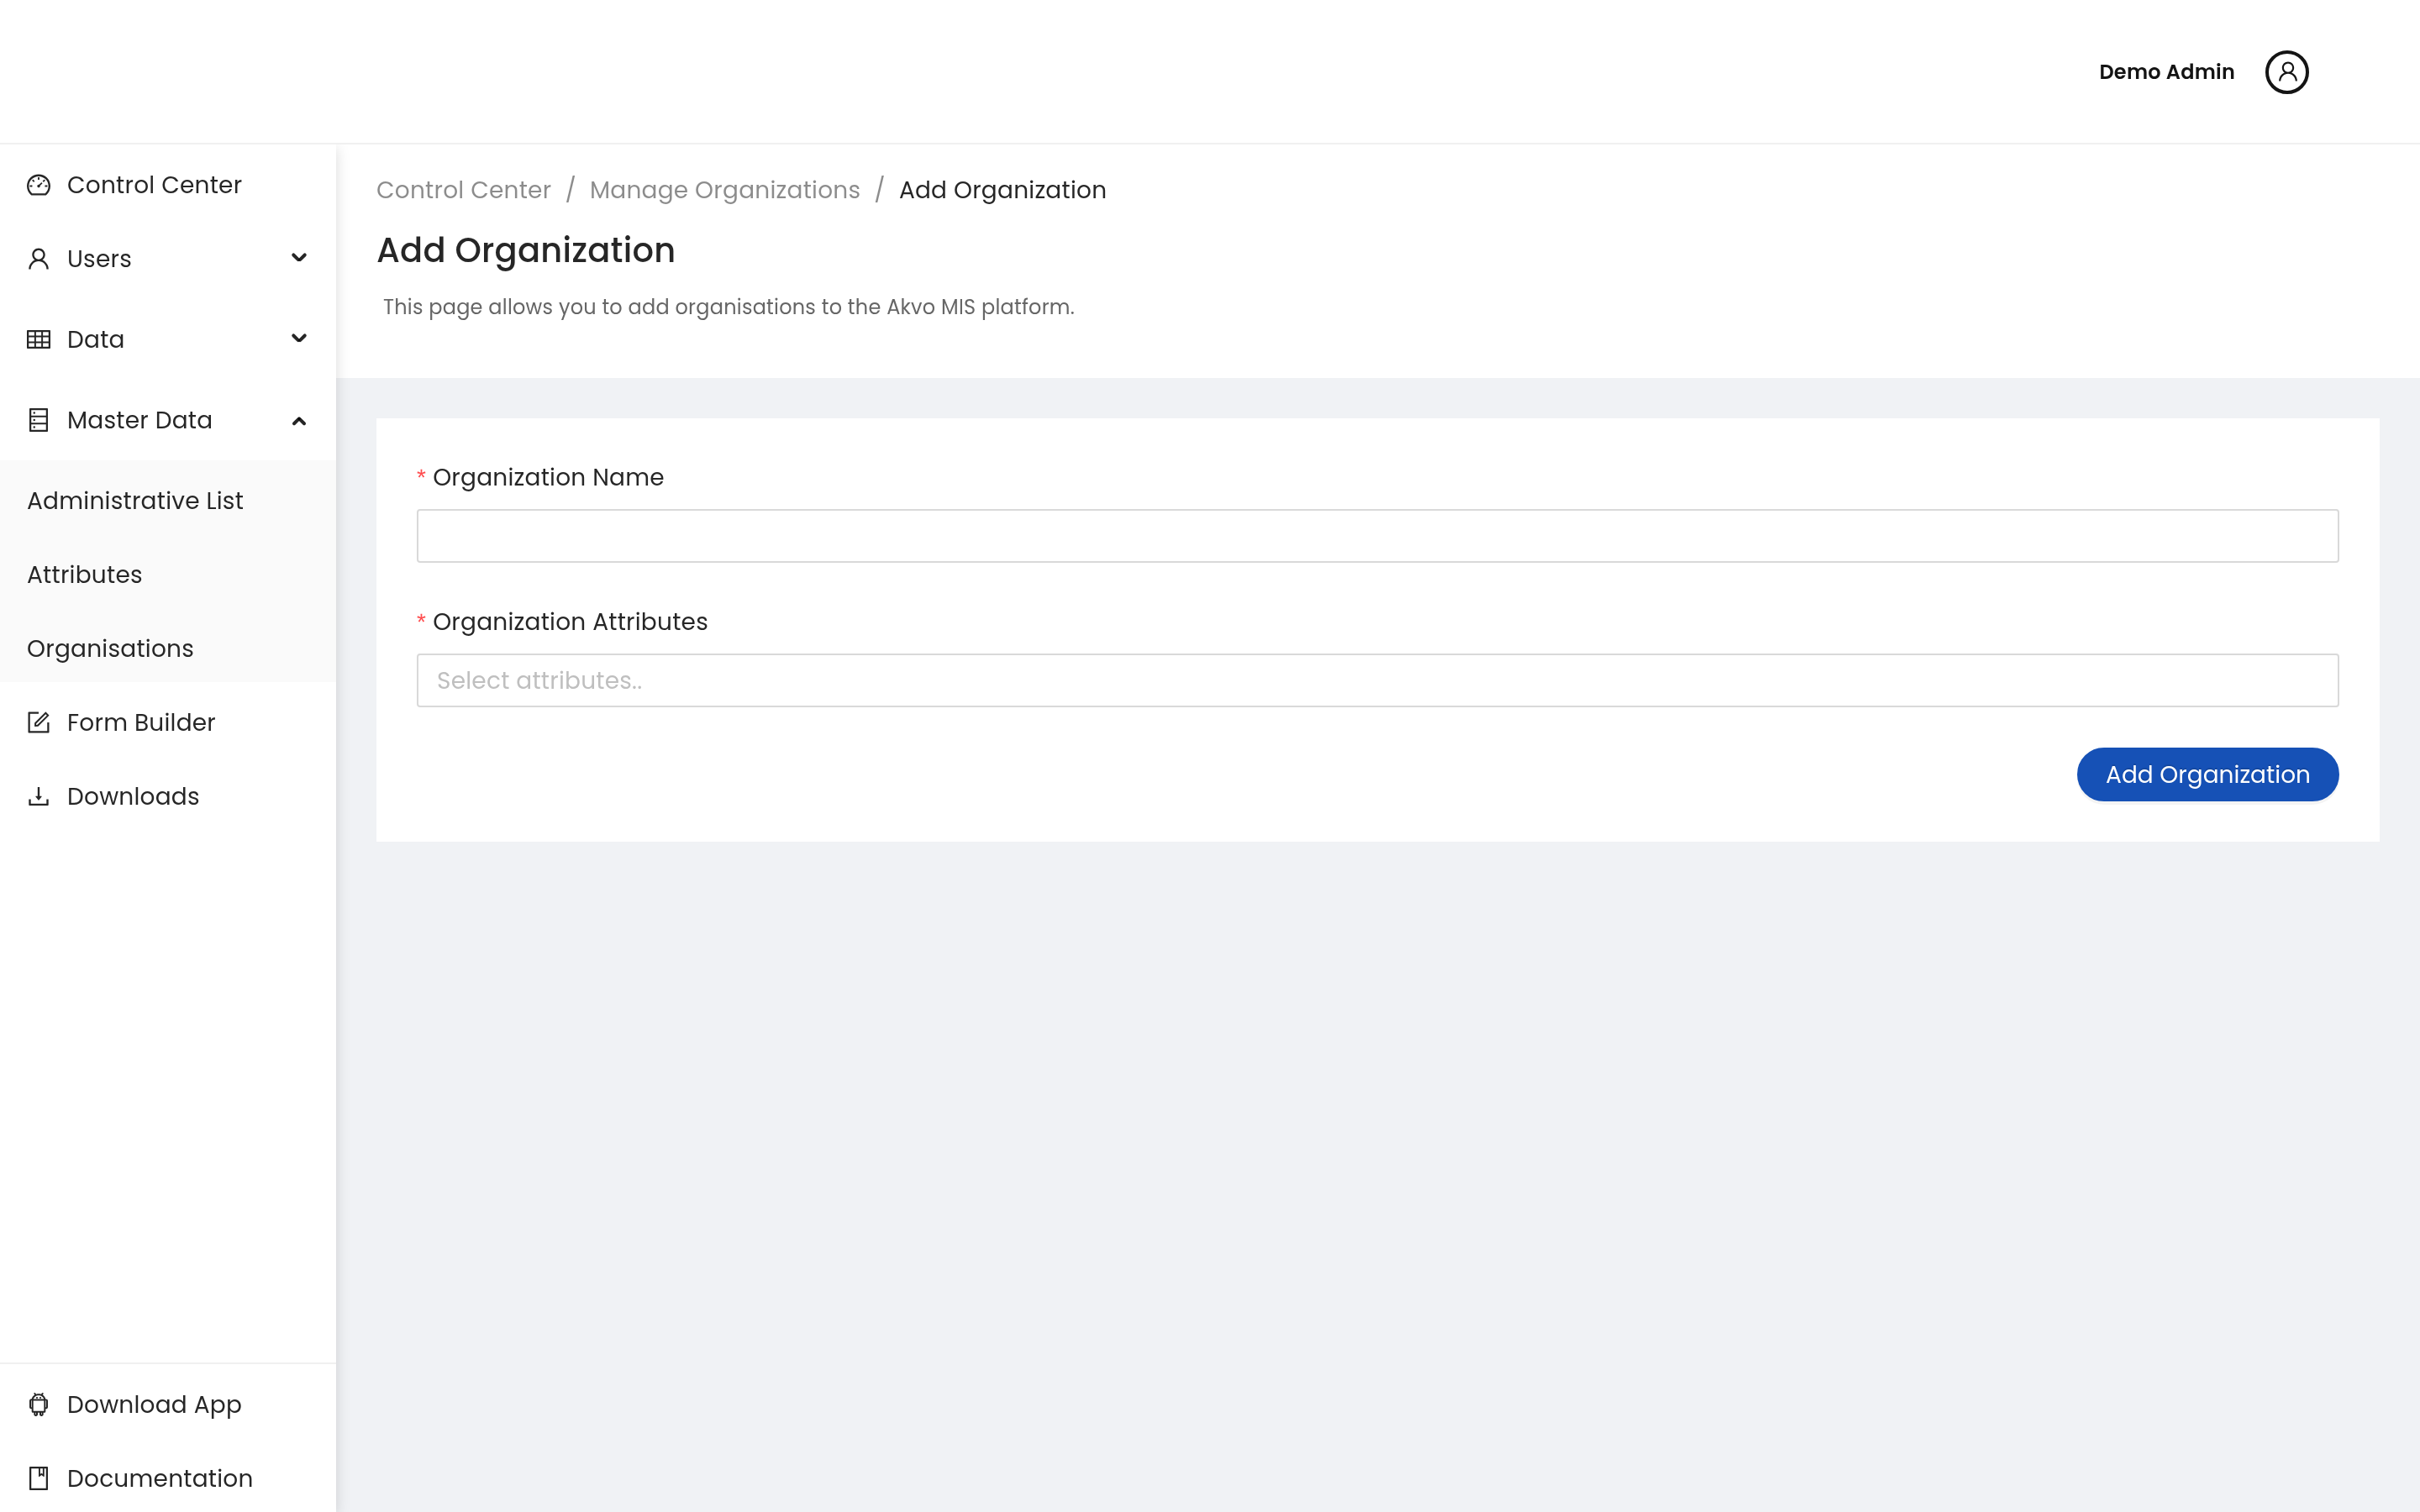 Demo Admin
Control Center
Users
Data
Master Data
Administrative List
Attributes
Organisations
Form Builder
Downloads
Download App
Documentation
Control Center / Manage Organizations / Add Organization
Add Organization
This page allows you to add organisations to the Akvo MIS platform.
* Organization Name
* Organization Attributes
Select attributes..
Add Organization